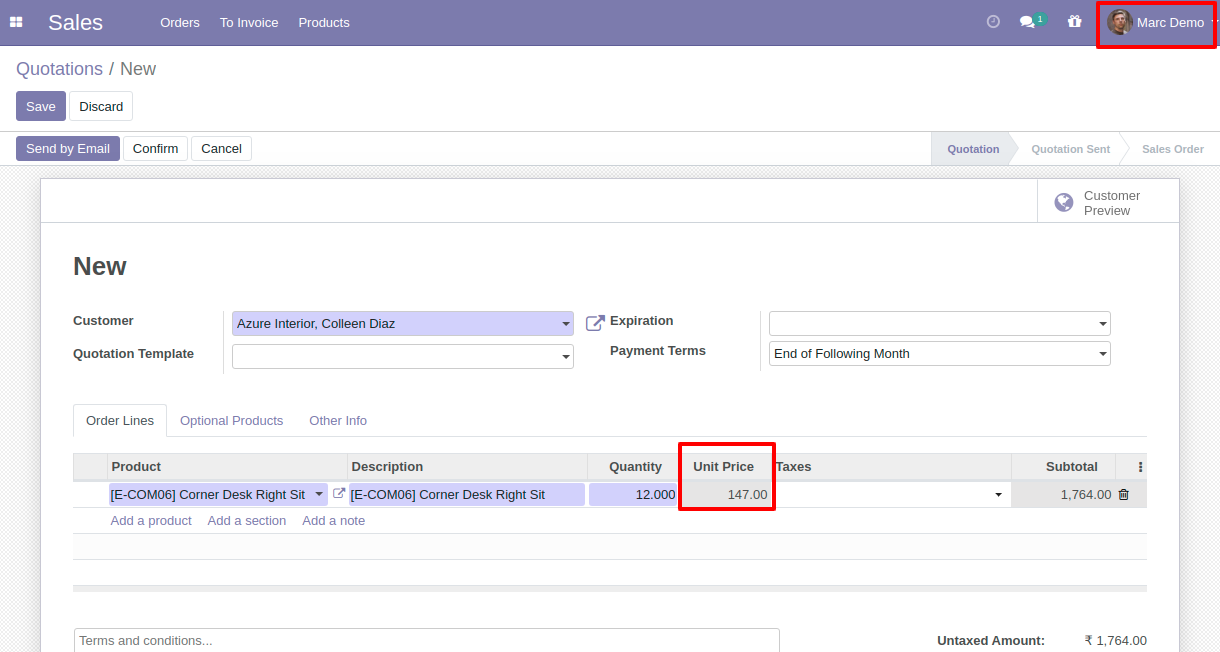 Sales Orders To Invoice Products 1 Marc Demo
Quotations / New
Save Discard
Send by Email Confirm Cancel Quotation Quotation Sent Sales Order
Customer
Preview
New
Customer Azure Interior, Colleen Diaz Expiration
Quotation Template
Payment Terms End of Following Month
Order Lines Optional Products Other Info
Product Description Quantity Unit Price Taxes Subtotal
[E-COM06] Corner Desk Right Sit [E-COM06] Corner Desk Right Sit 12.000 147.00 1,764.00
Add a product Add a section Add a note
Terms and conditions... Untaxed Amount: ₹ 1,764.00